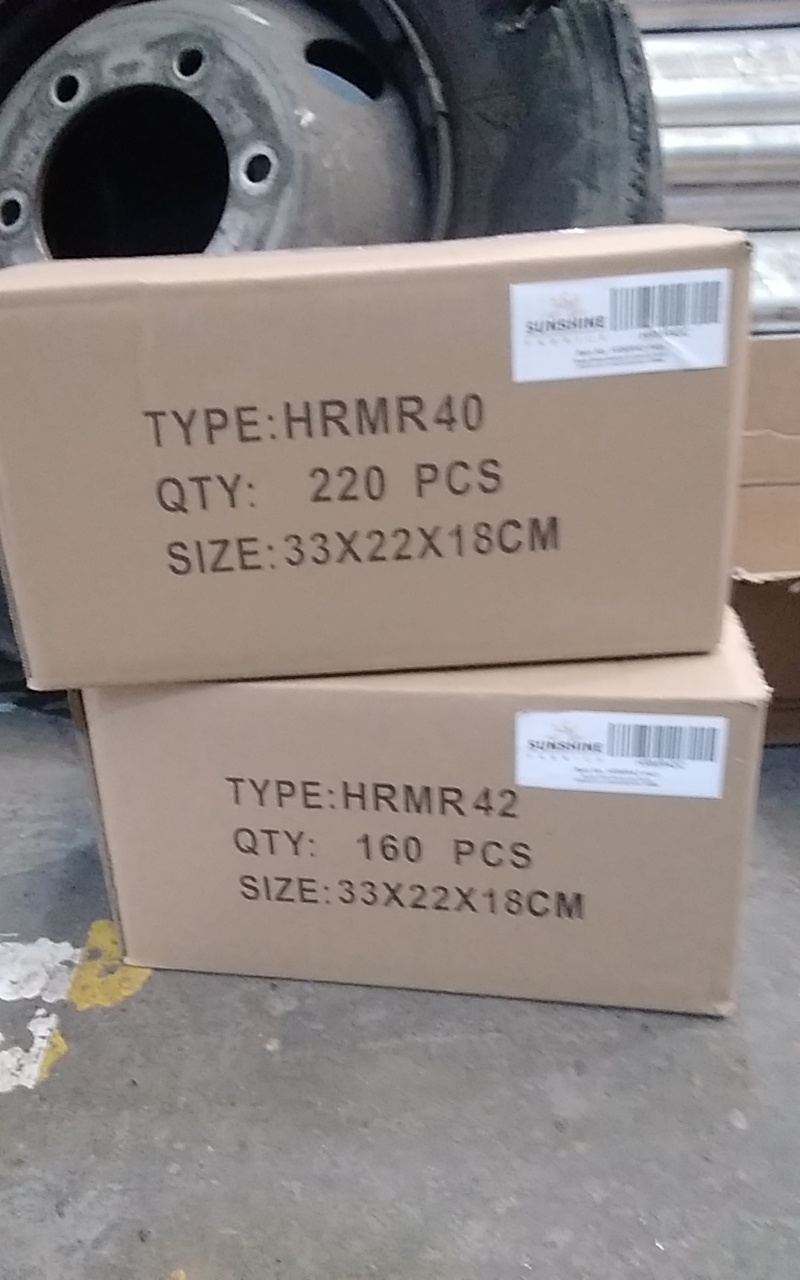 SUNSHINE
TYPE:HRMR40
QTY: 220 PCS
SIZE:33X22X18CM
SUNSHINE
TYPE:HRMR42
QTY: 160 PCS
SIZE:33X22X18CM